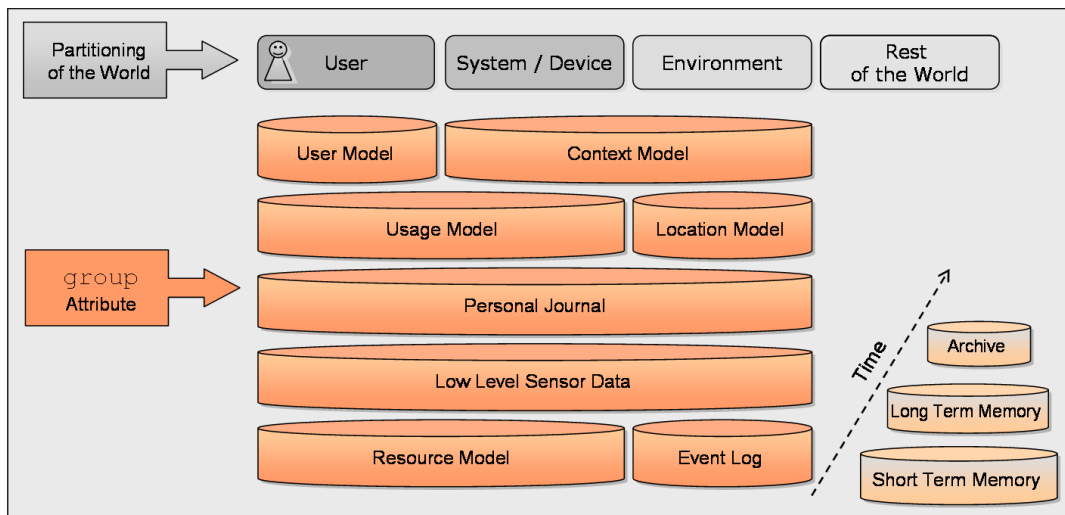 Partitioning
of the World
User
System / Device
Environment
Rest
of the World
User Model
Context Model
Usage Model
Location Model
group
Attribute
Personal Journal
Low Level Sensor Data
Resource Model
Event Log
Time
Archive
Long Term Memory
Short Term Memory